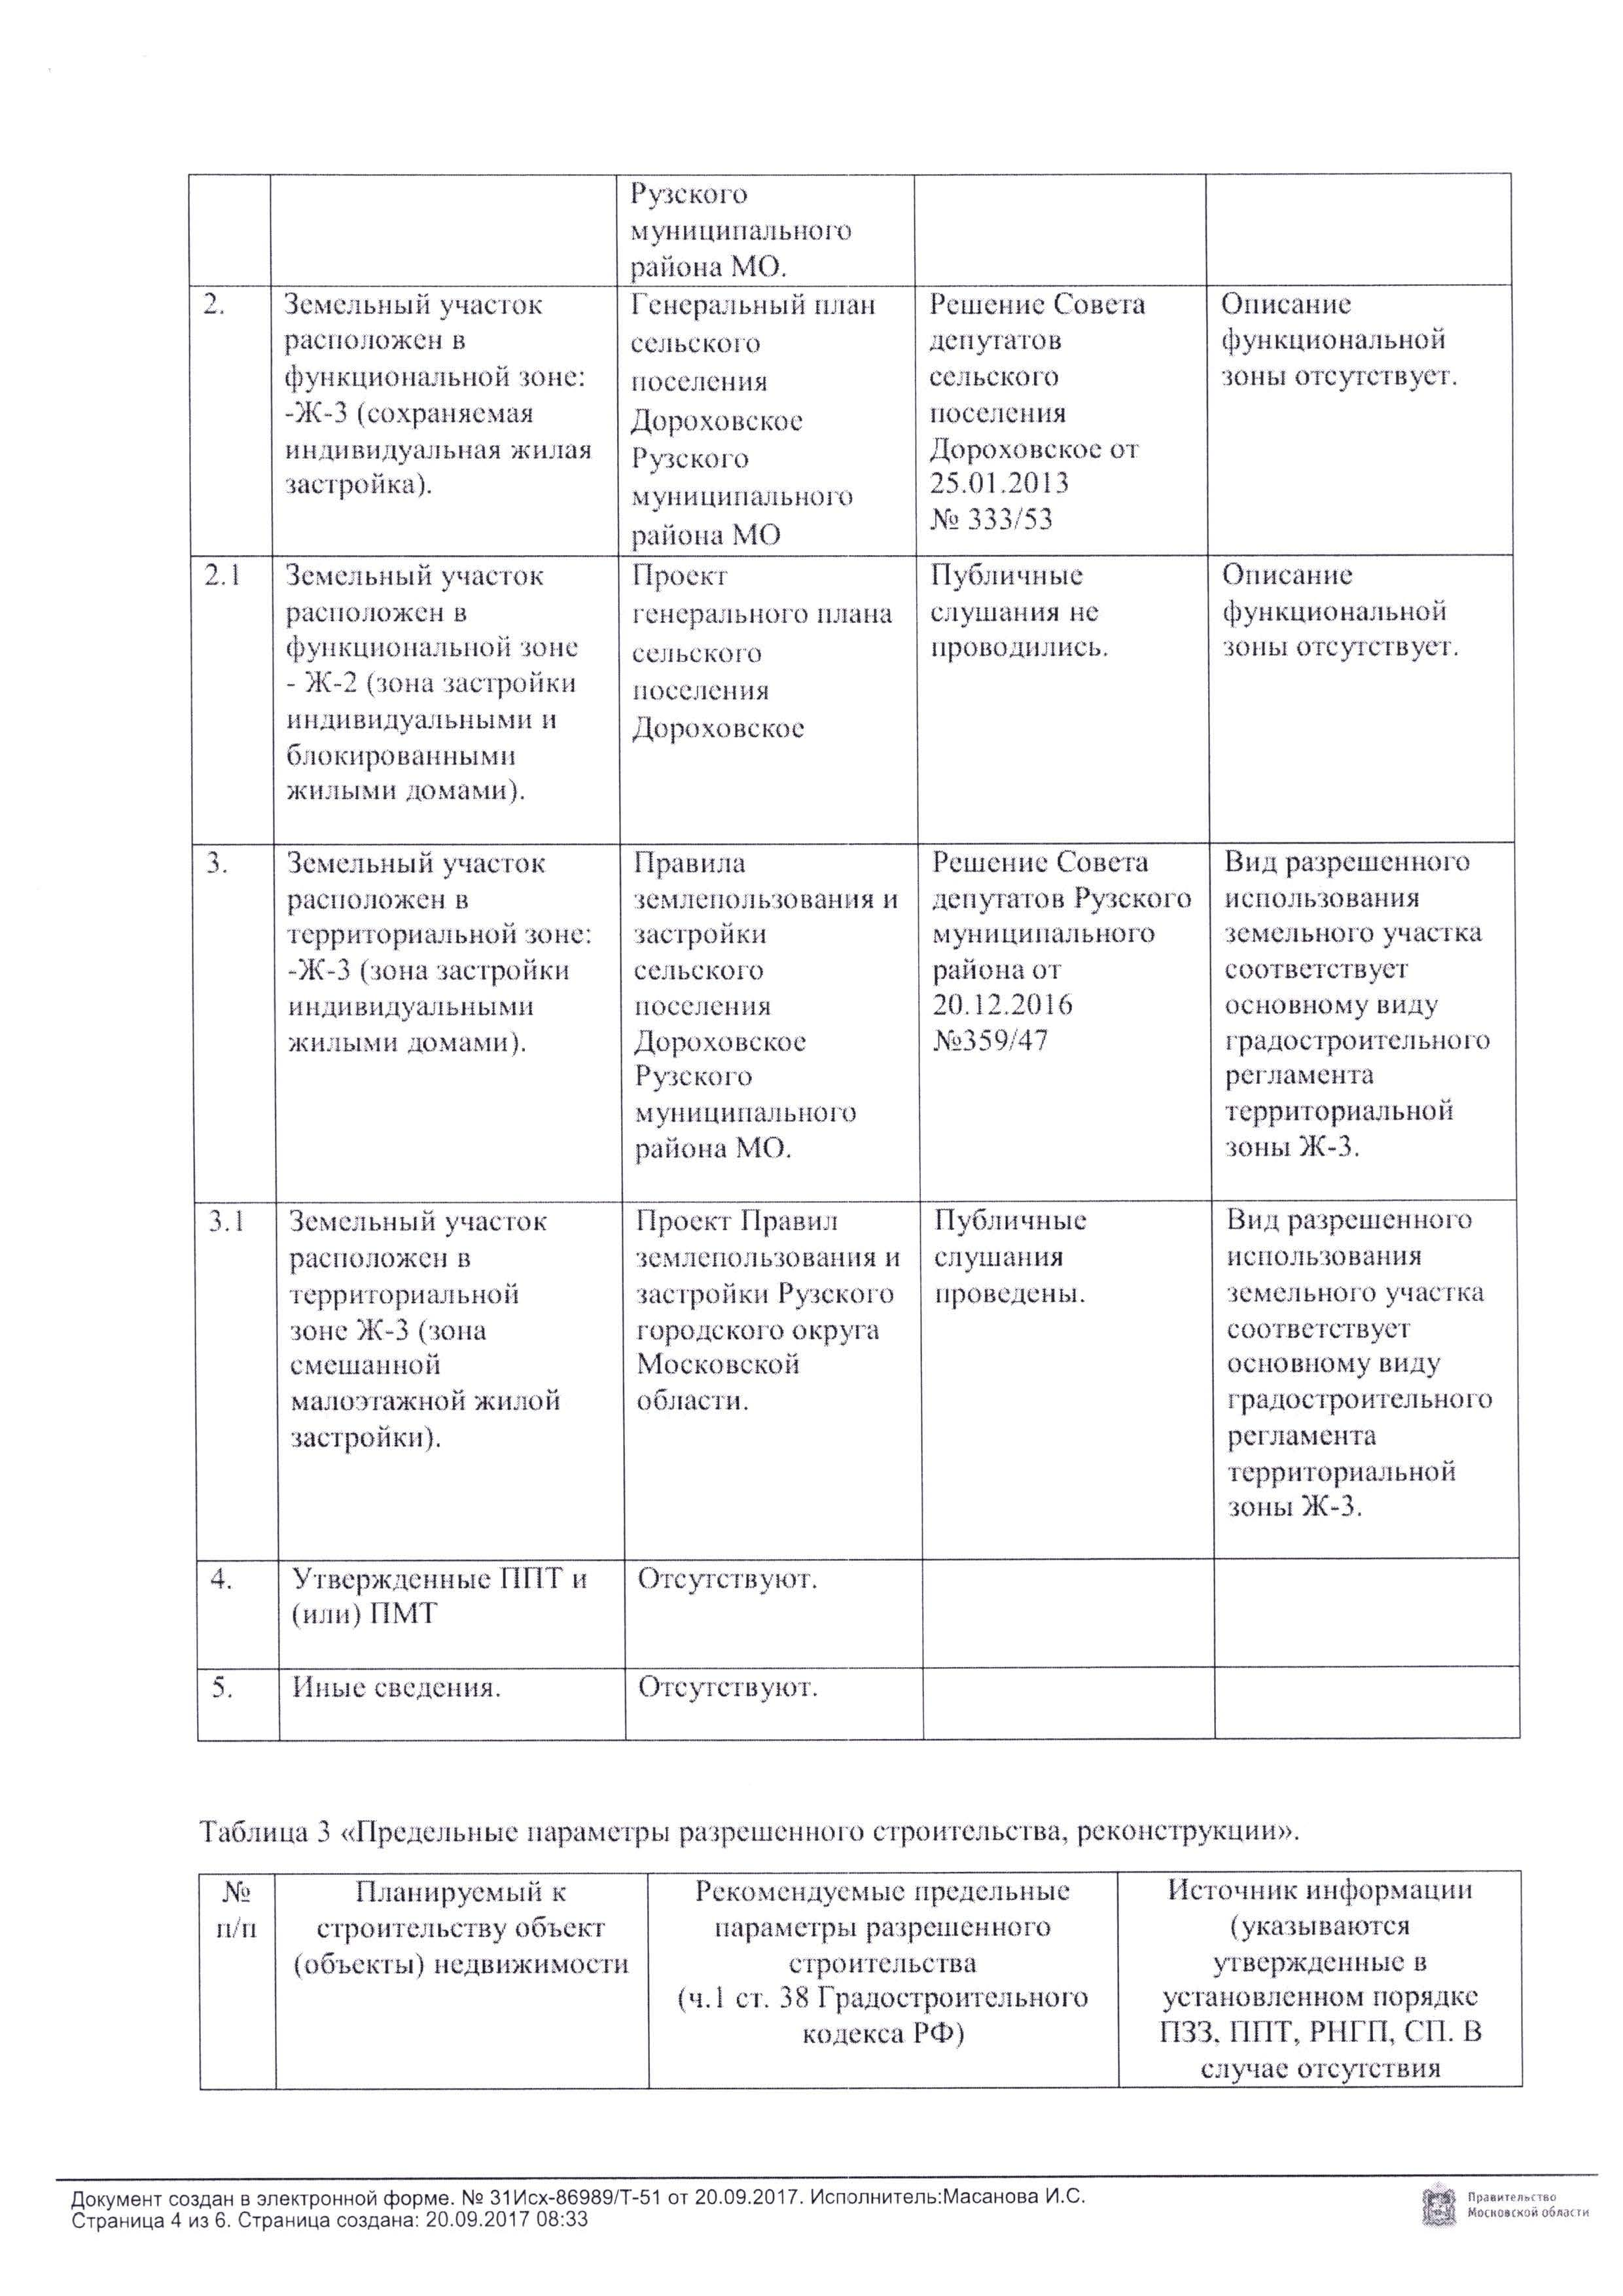 Рузского
муниципального
района МО.
2.
Земельный участок
расположен в
функциональной зоне:
-Ж-3 (сохраняемая
индивидуальная жилая
застройка).
Генеральный план
сельского
поселения
Дороховское
Рузского
муниципального
района МО
Решение Совета
депутатов
сельского
поселения
Дороховское от
25.01.2013
№ 333/53
Описание
функциональной
зоны отсутствует.
2.1
Земельный участок
расположен в
функциональной зоне
- Ж-2 (зона застройки
индивидуальными и
блокированными
жилыми домами).
Проект
генерального плана
сельского
поселения
Дороховское
Публичные
слушания не
проводились.
Описание
функциональной
зоны отсутствует.
3.
Земельный участок
расположен в
территориальной зоне:
-Ж-3 (зона застройки
индивидуальными
жилыми домами).
Правила
землепользования и
застройки
сельского
поселения
Дороховское
Рузского
муниципального
района МО.
Решение Совета
депутатов Рузского
муниципального
района от
20.12.2016
№359/47
Вид разрешенного
использования
земельного участка
соответствует
основному виду
градостроительного
регламента
территориальной
зоны Ж-3.
3.1
Земельный участок
расположен в
территориальной
зоне Ж-3 (зона
смешанной
малоэтажной жилой
застройки).
Проект Правил
землепользования и
застройки Рузского
городского округа
Московской
области.
Публичные
слушания
проведены.
Вид разрешенного
использования
земельного участка
соответствует
основному виду
градостроительного
регламента
территориальной
зоны Ж-3.
4.
Утвержденные ППТ и
(или) ПМТ
Отсутствуют.
5.
Иные сведения.
Отсутствуют.
Таблица 3 «Предельные параметры разрешенного строительства, реконструкции».
№
п/п
Планируемый к
строительству объект
(объекты) недвижимости
Рекомендуемые предельные
параметры разрешенного
строительства
(ч.1 ст. 38 Градостроительного
кодекса РФ)
Источник информации
(указываются
утвержденные в
установленном порядке
ПЗЗ, ППТ, РНГП, СП. В
случае отсутствия
Документ создан в электронной форме. № 31Исх-86989/Т-51 от 20.09.2017. Исполнитель:Масанова И.С.
Страница 4 из 6. Страница создана: 20.09.2017 08:33
Правительство
Московской области